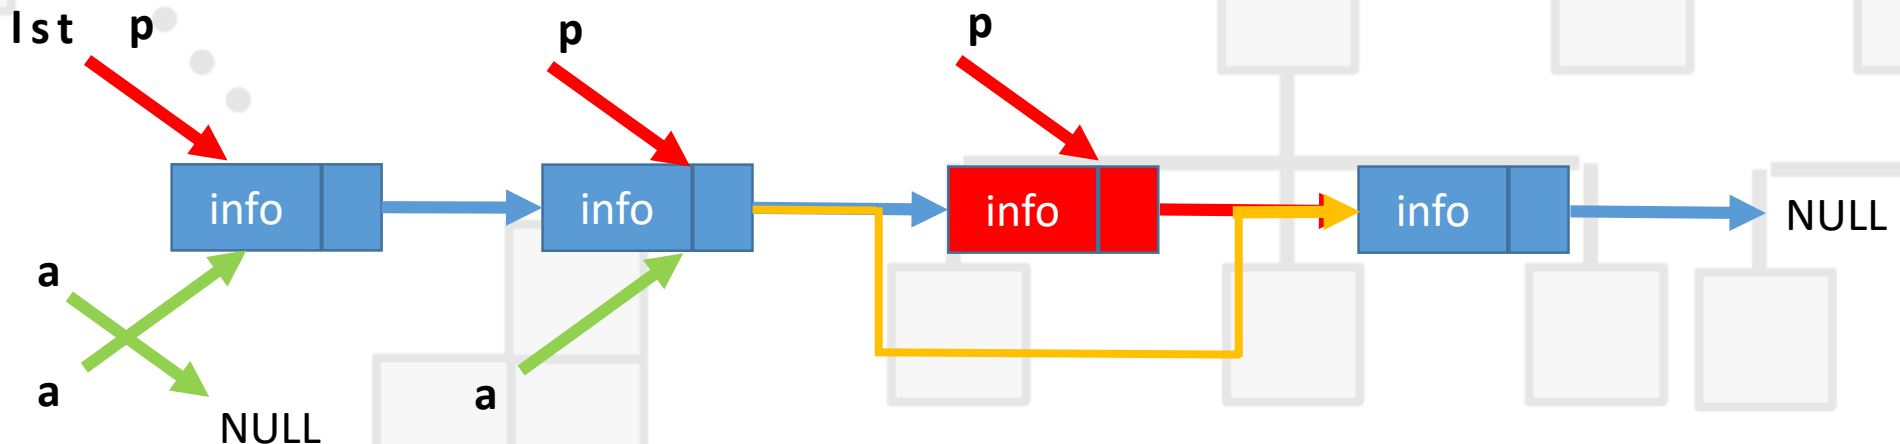 lst p p p
info info info info NULL
a
a a
NULL